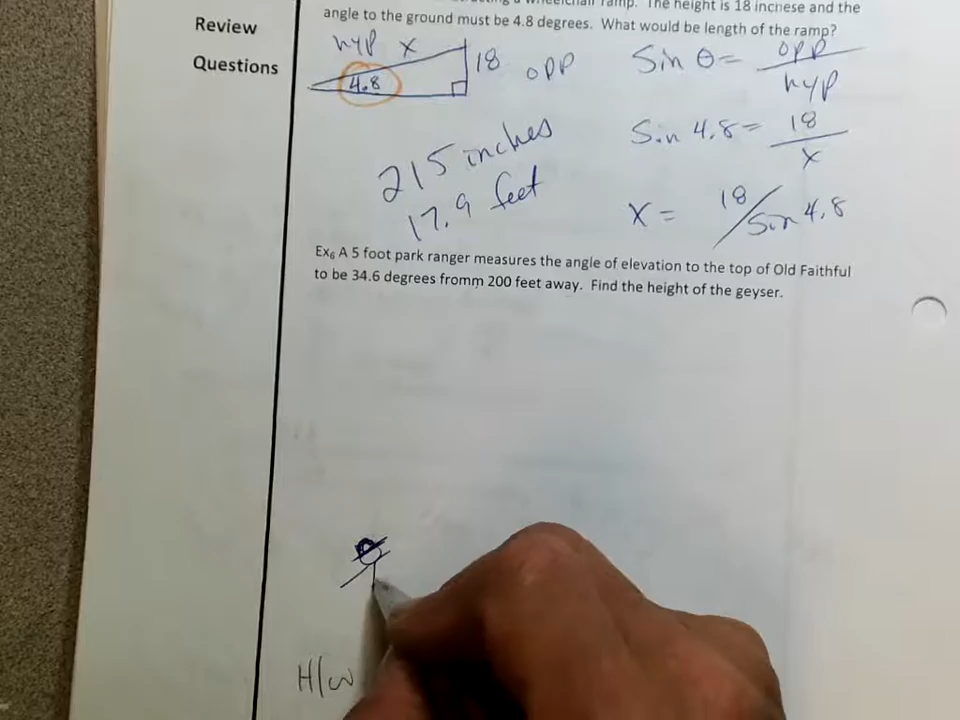 ramp. The height is 18 inchese and the
angle to the ground must be 4.8 degrees. What would be length of the ramp?
Review
Questions
hyp x
18 opp
4.8
Sin θ = opp / hyp
Sin 4.8 = 18 / x
x = 18 / Sin 4.8
215 inches
17.9 feet
Ex6 A 5 foot park ranger measures the angle of elevation to the top of Old Faithful
to be 34.6 degrees fromm 200 feet away. Find the height of the geyser.
H/w